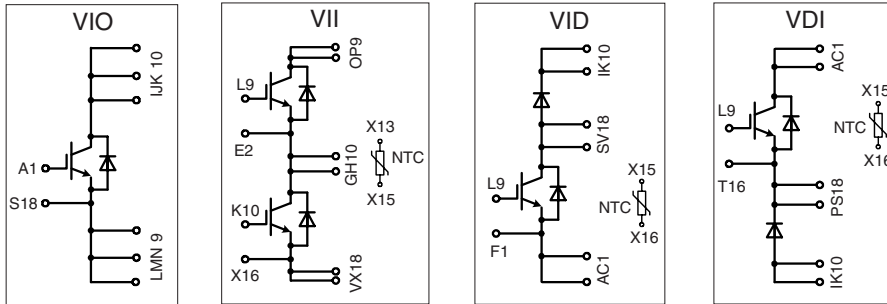 VIO
IJK 10
A1
S18
LMN 9
VII
OP9
L9
E2
X13
NTC
GH10
X15
K10
X16
VX18
VID
IK10
SV18
L9
X15
NTC
X16
F1
AC1
VDI
AC1
L9
X15
NTC
X16
T16
PS18
IK10